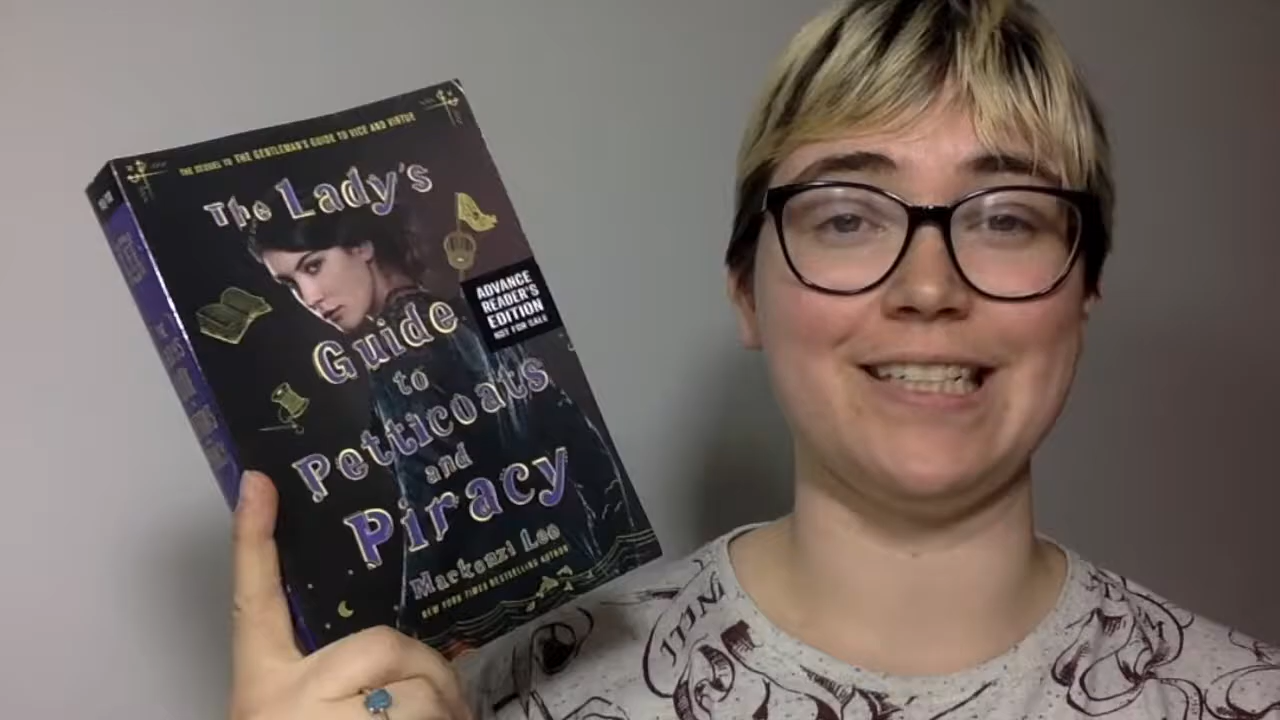 THE SEQUEL TO THE GENTLEMAN'S GUIDE TO VICE AND VIRTUE
The Lady's
Guide
to
Petticoats
and
Piracy
Mackenzi Lee
NEW YORK TIMES BESTSELLING AUTHOR
ADVANCE
READER'S
EDITION
NOT FOR SALE